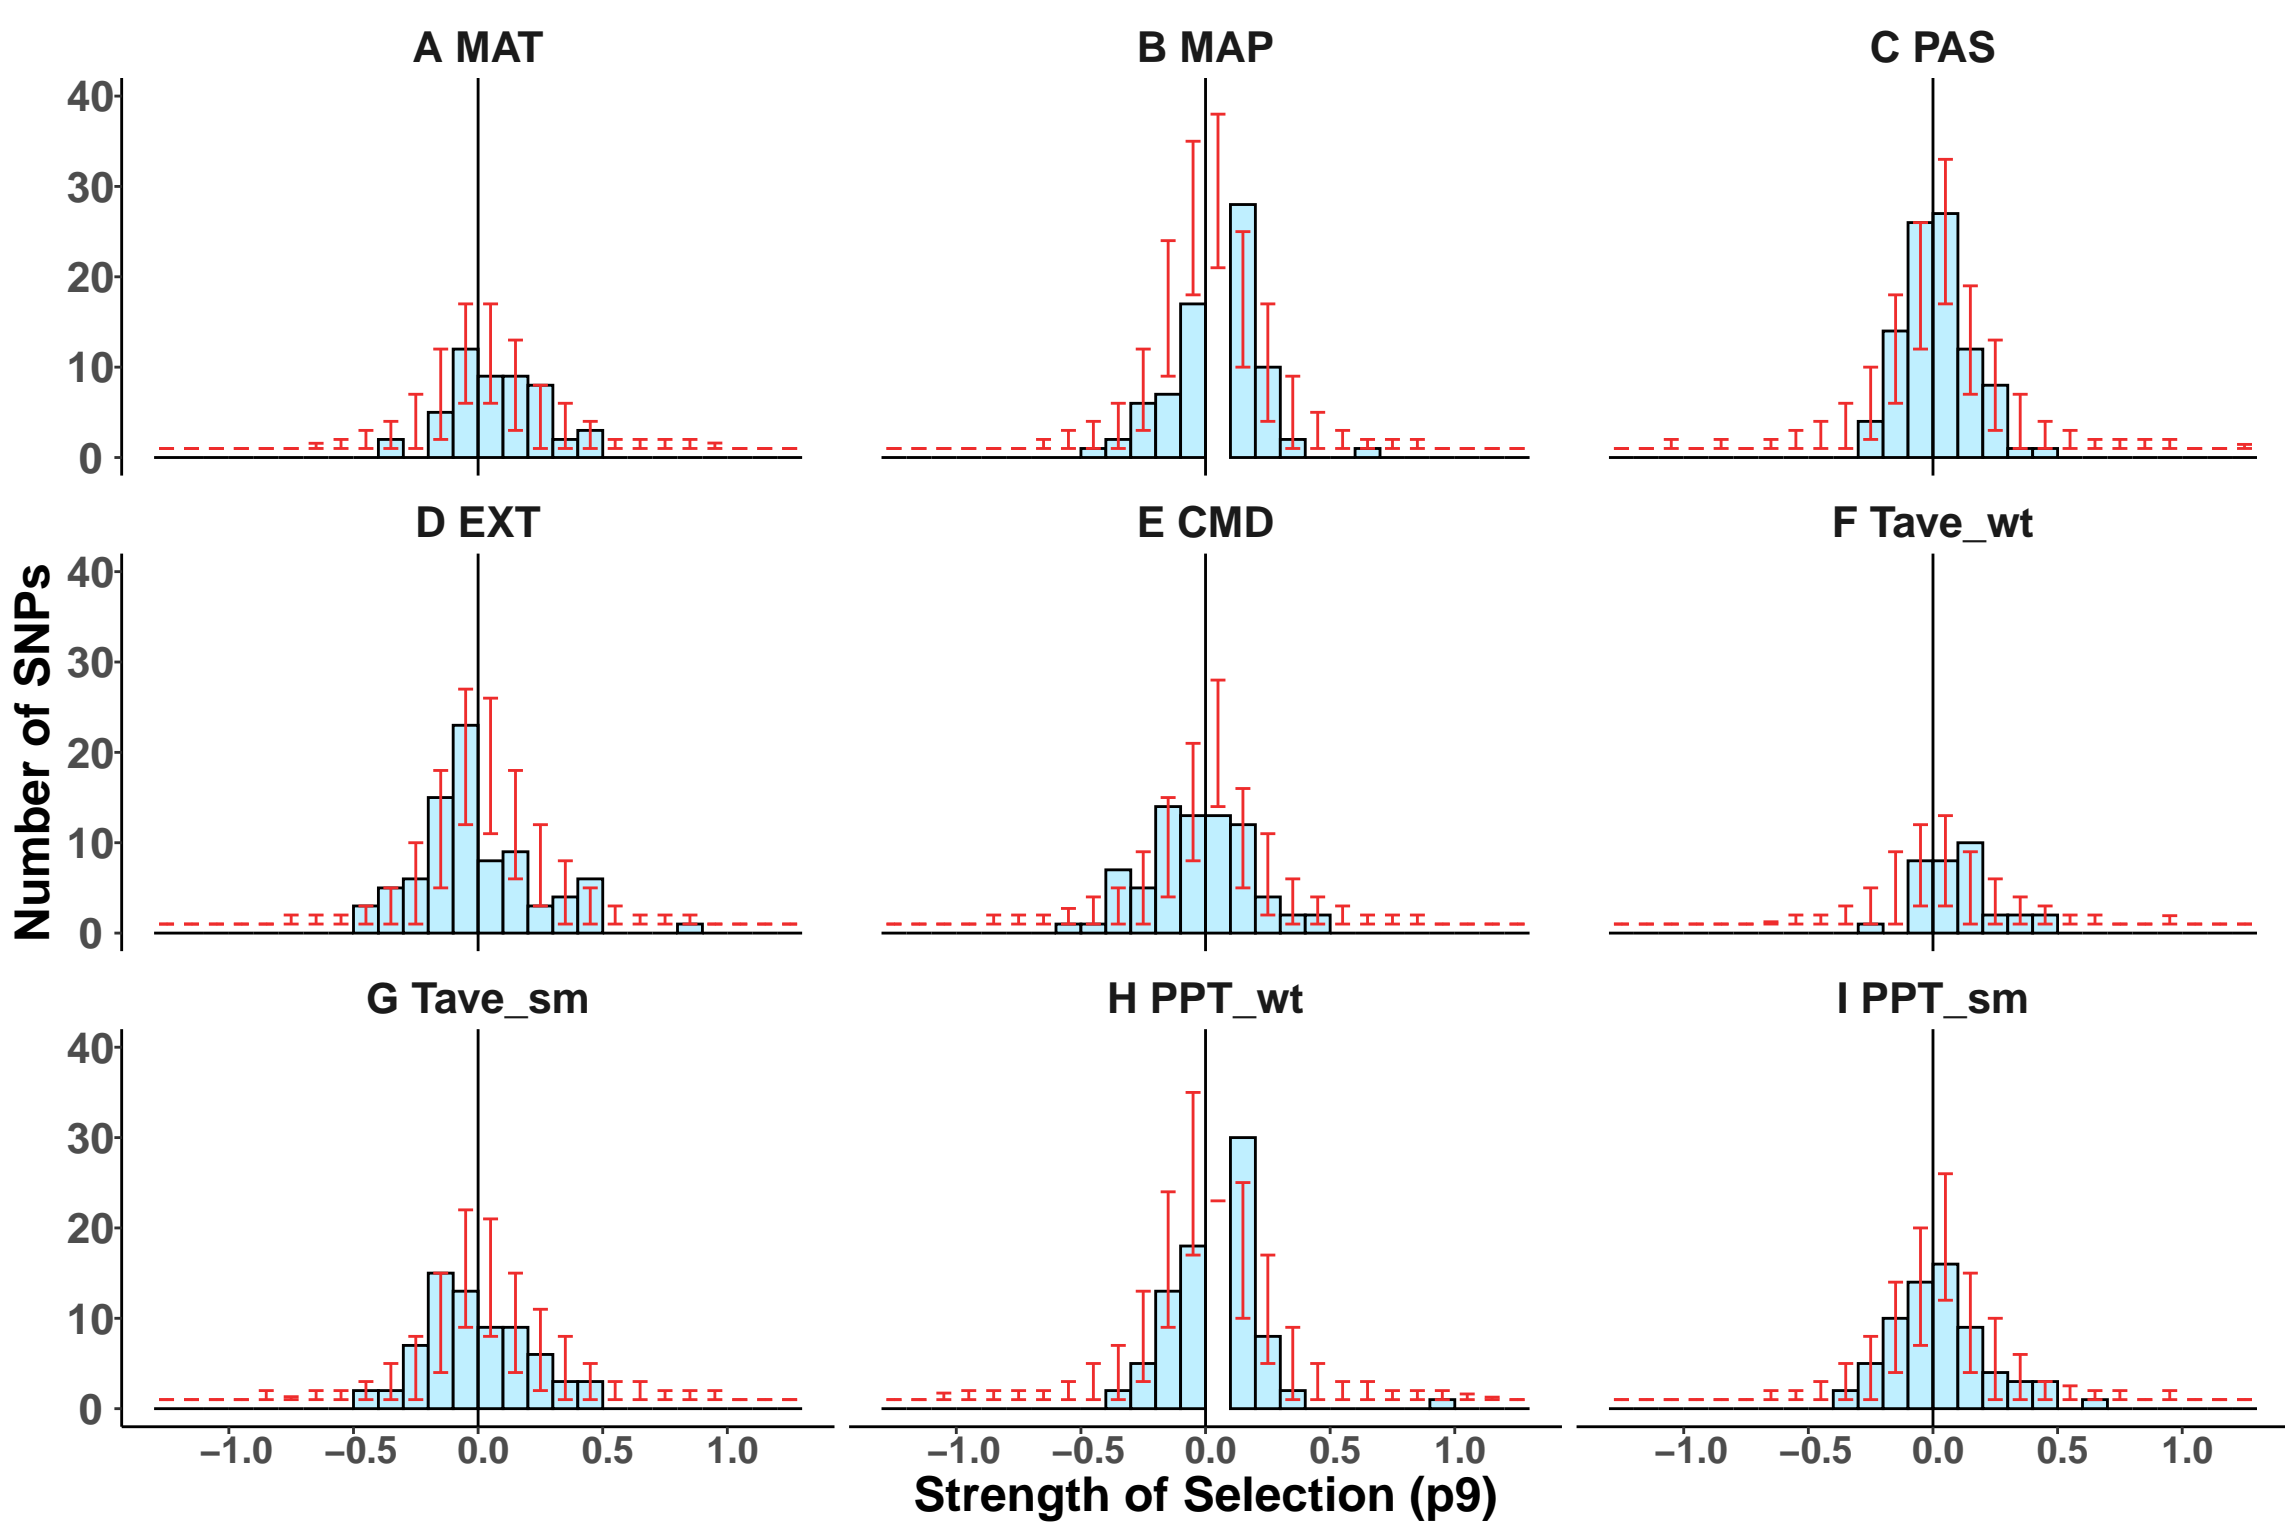 A MAT
B MAP
C PAS
40
30
20
10
0
D EXT
E CMD
F Tave_wt
Number of SNPs
40
30
20
10
0
G Tave_sm
H PPT_wt
I PPT_sm
40
30
20
10
0
−1.0 −0.5 0.0 0.5 1.0
−1.0 −0.5 0.0 0.5 1.0
−1.0 −0.5 0.0 0.5 1.0
Strength of Selection (p9)